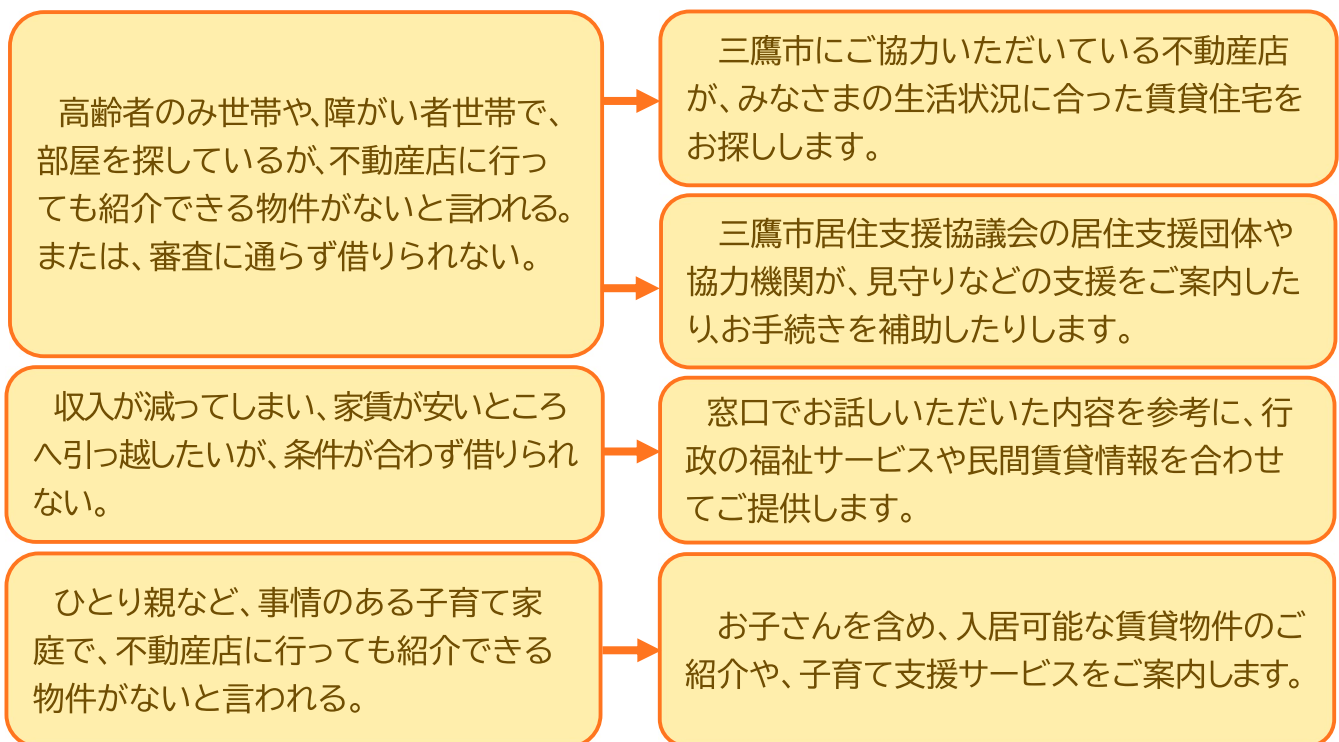 高齢者のみ世帯や、障がい者世帯で、
部屋を探しているが、不動産店に行っ
ても紹介できる物件がないと言われる。
または、審査に通らず借りられない。
三鷹市にご協力いただいている不動産店
が、みなさまの生活状況に合った賃貸住宅を
お探しします。
三鷹市居住支援協議会の居住支援団体や
協力機関が、見守りなどの支援をご案内した
り、お手続きを補助したりします。
収入が減ってしまい、家賃が安いところ
へ引っ越したいが、条件が合わず借りられ
ない。
窓口でお話しいただいた内容を参考に、行
政の福祉サービスや民間賃貸情報を合わせ
てご提供します。
ひとり親など、事情のある子育て家
庭で、不動産店に行っても紹介できる
物件がないと言われる。
お子さんを含め、入居可能な賃貸物件のご
紹介や、子育て支援サービスをご案内します。